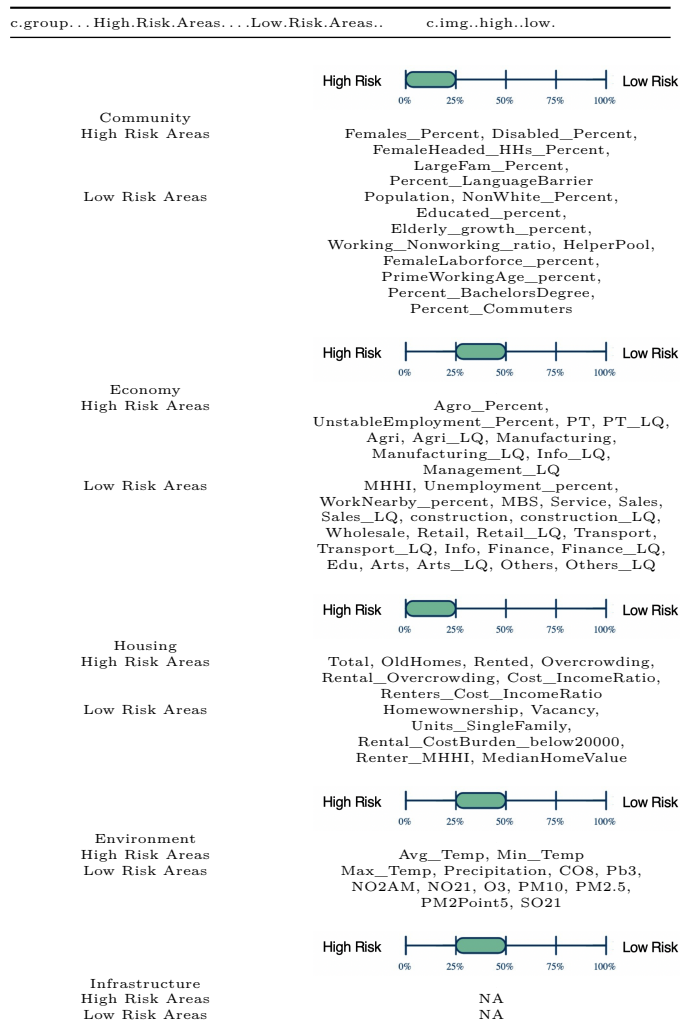 c.group...High.Risk.Areas....Low.Risk.Areas.. c.img..high..low.
High Risk Low Risk
0% 25% 50% 75% 100%
Community
High Risk Areas Females_Percent, Disabled_Percent,
FemaleHeaded_HHs_Percent,
LargeFam_Percent,
Percent_LanguageBarrier
Low Risk Areas Population, NonWhite_Percent,
Educated_percent,
Elderly_growth_percent,
Working_Nonworking_ratio, HelperPool,
FemaleLaborforce_percent,
PrimeWorkingAge_percent,
Percent_BachelorsDegree,
Percent_Commuters
High Risk Low Risk
0% 25% 50% 75% 100%
Economy
High Risk Areas Agro_Percent,
UnstableEmployment_Percent, PT, PT_LQ,
Agri, Agri_LQ, Manufacturing,
Manufacturing_LQ, Info_LQ,
Management_LQ
Low Risk Areas MHHI, Unemployment_percent,
WorkNearby_percent, MBS, Service, Sales,
Sales_LQ, construction, construction_LQ,
Wholesale, Retail, Retail_LQ, Transport,
Transport_LQ, Info, Finance, Finance_LQ,
Edu, Arts, Arts_LQ, Others, Others_LQ
High Risk Low Risk
0% 25% 50% 75% 100%
Housing
High Risk Areas Total, OldHomes, Rented, Overcrowding,
Rental_Overcrowding, Cost_IncomeRatio,
Renters_Cost_IncomeRatio
Low Risk Areas Homewownership, Vacancy,
Units_SingleFamily,
Rental_CostBurden_below20000,
Renter_MHHI, MedianHomeValue
High Risk Low Risk
0% 25% 50% 75% 100%
Environment
High Risk Areas Avg_Temp, Min_Temp
Low Risk Areas Max_Temp, Precipitation, CO8, Pb3,
NO2AM, NO21, O3, PM10, PM2.5,
PM2Point5, SO21
High Risk Low Risk
0% 25% 50% 75% 100%
Infrastructure
High Risk Areas NA
Low Risk Areas NA